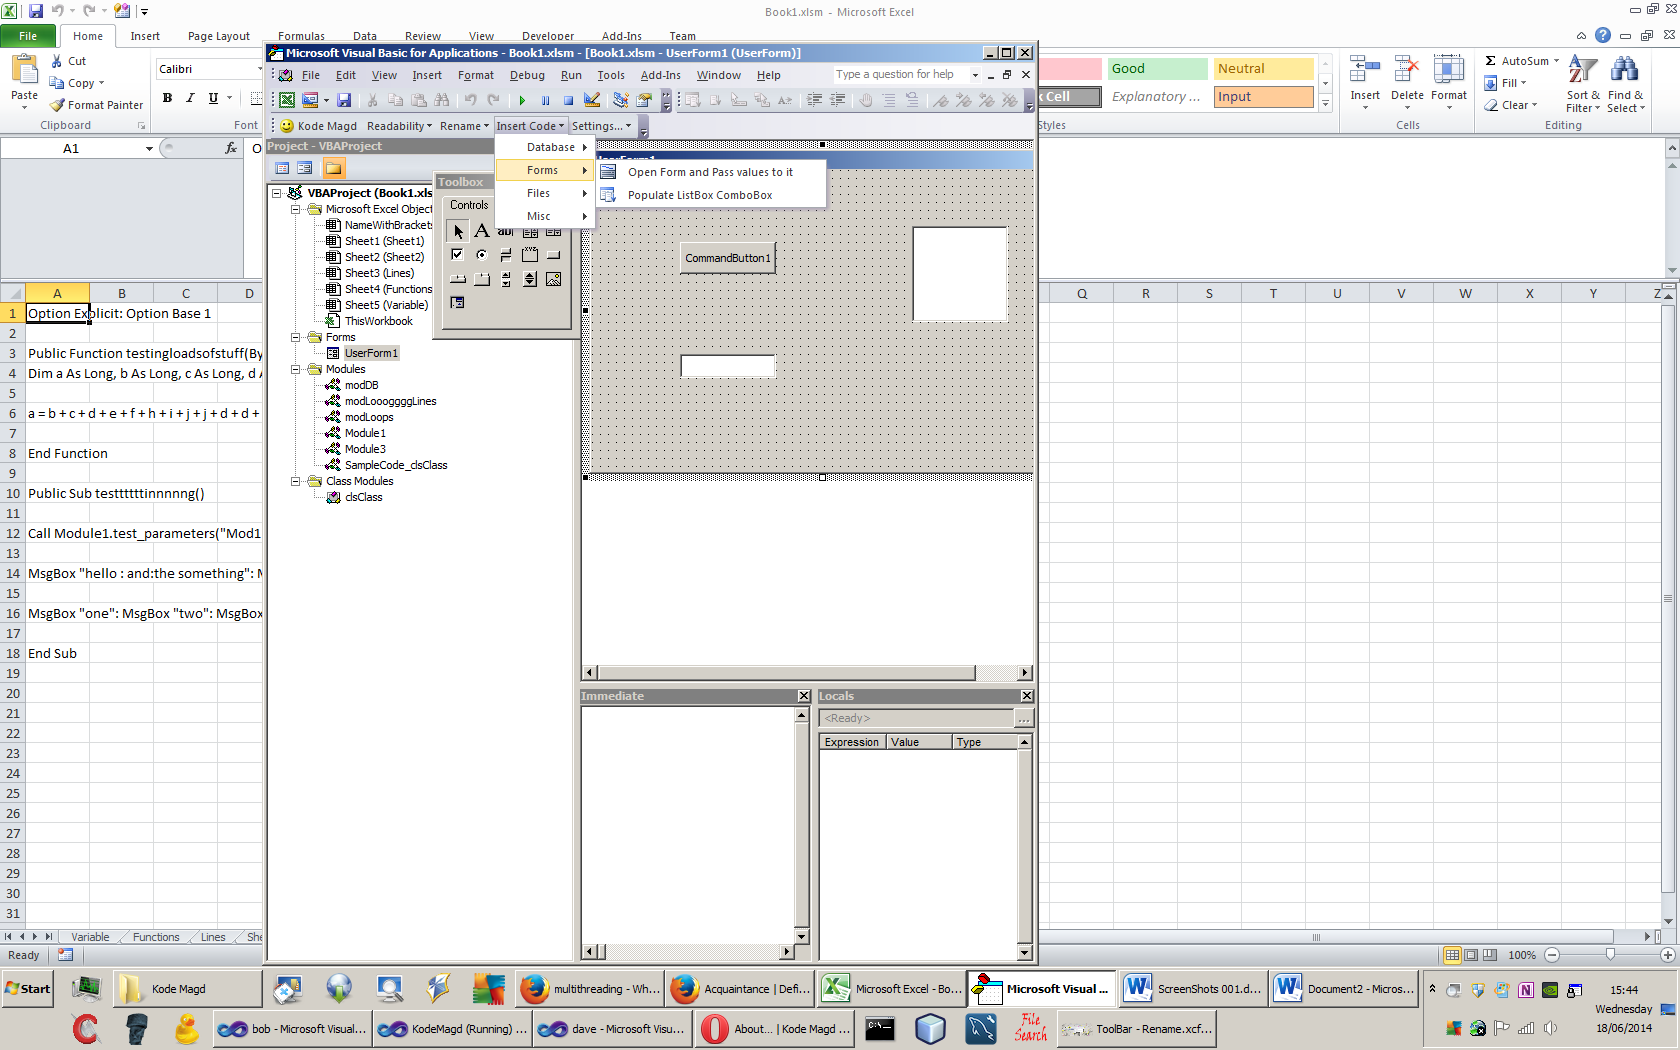 Book1.xlsm - Microsoft Excel
File Home Insert Page Layout Formulas Data Review View Developer Add-Ins Team
Paste
Cut
Copy
Format Painter
Clipboard
Calibri
B I U
Font
Good
Neutral
Explanatory ...
Input
Styles
Insert Delete Format
Cells
AutoSum
Fill
Clear
Sort & Filter
Find & Select
Editing
A1
fx
Microsoft Visual Basic for Applications - Book1.xlsm - [Book1.xlsm - UserForm1 (UserForm)]
File Edit View Insert Format Debug Run Tools Add-Ins Window Help
Type a question for help
Kode Magd Readability Rename Insert Code Settings...
Database
Forms
Files
Misc
Open Form and Pass values to it
Populate ListBox ComboBox
Project - VBAProject
VBAProject (Book1.xls
Microsoft Excel Object
NameWithBrackets
Sheet1 (Sheet1)
Sheet2 (Sheet2)
Sheet3 (Lines)
Sheet4 (Functions
Sheet5 (Variable)
ThisWorkbook
Forms
UserForm1
Modules
modDB
modLooogggLines
modLoops
Module1
Module3
SampleCode_clsClass
Class Modules
clsClass
Toolbox
Controls
UserForm1
CommandButton1
Immediate
Locals
<Ready>
Expression Value Type
A B C D Q R S T U V W X Y Z
1 Option Explicit: Option Base 1
2
3 Public Function testingloadsofstuff(By
4 Dim a As Long, b As Long, c As Long, d A
5
6 a = b + c + d + e + f + h + i + j + j + d + d +
7
8 End Function
9
10 Public Sub testtttttinnnnng()
11
12 Call Module1.test_parameters("Mod1
13
14 MsgBox "hello : and:the something": M
15
16 MsgBox "one": MsgBox "two": MsgBox
17
18 End Sub
19
20
21
22
23
24
25
26
27
28
29
30
31
Variable Functions Lines She
Ready
100%
Start
Kode Magd
multithreading - Wh...
Acquaintance | Defi...
Microsoft Excel - Bo...
Microsoft Visual ...
ScreenShots 001.d...
Document2 - Micros...
15:44
Wednesday
18/06/2014
bob - Microsoft Visual...
KodeMagd (Running) ...
dave - Microsoft Visu...
About... | Kode Magd ...
File Search
ToolBar - Rename.xcf...